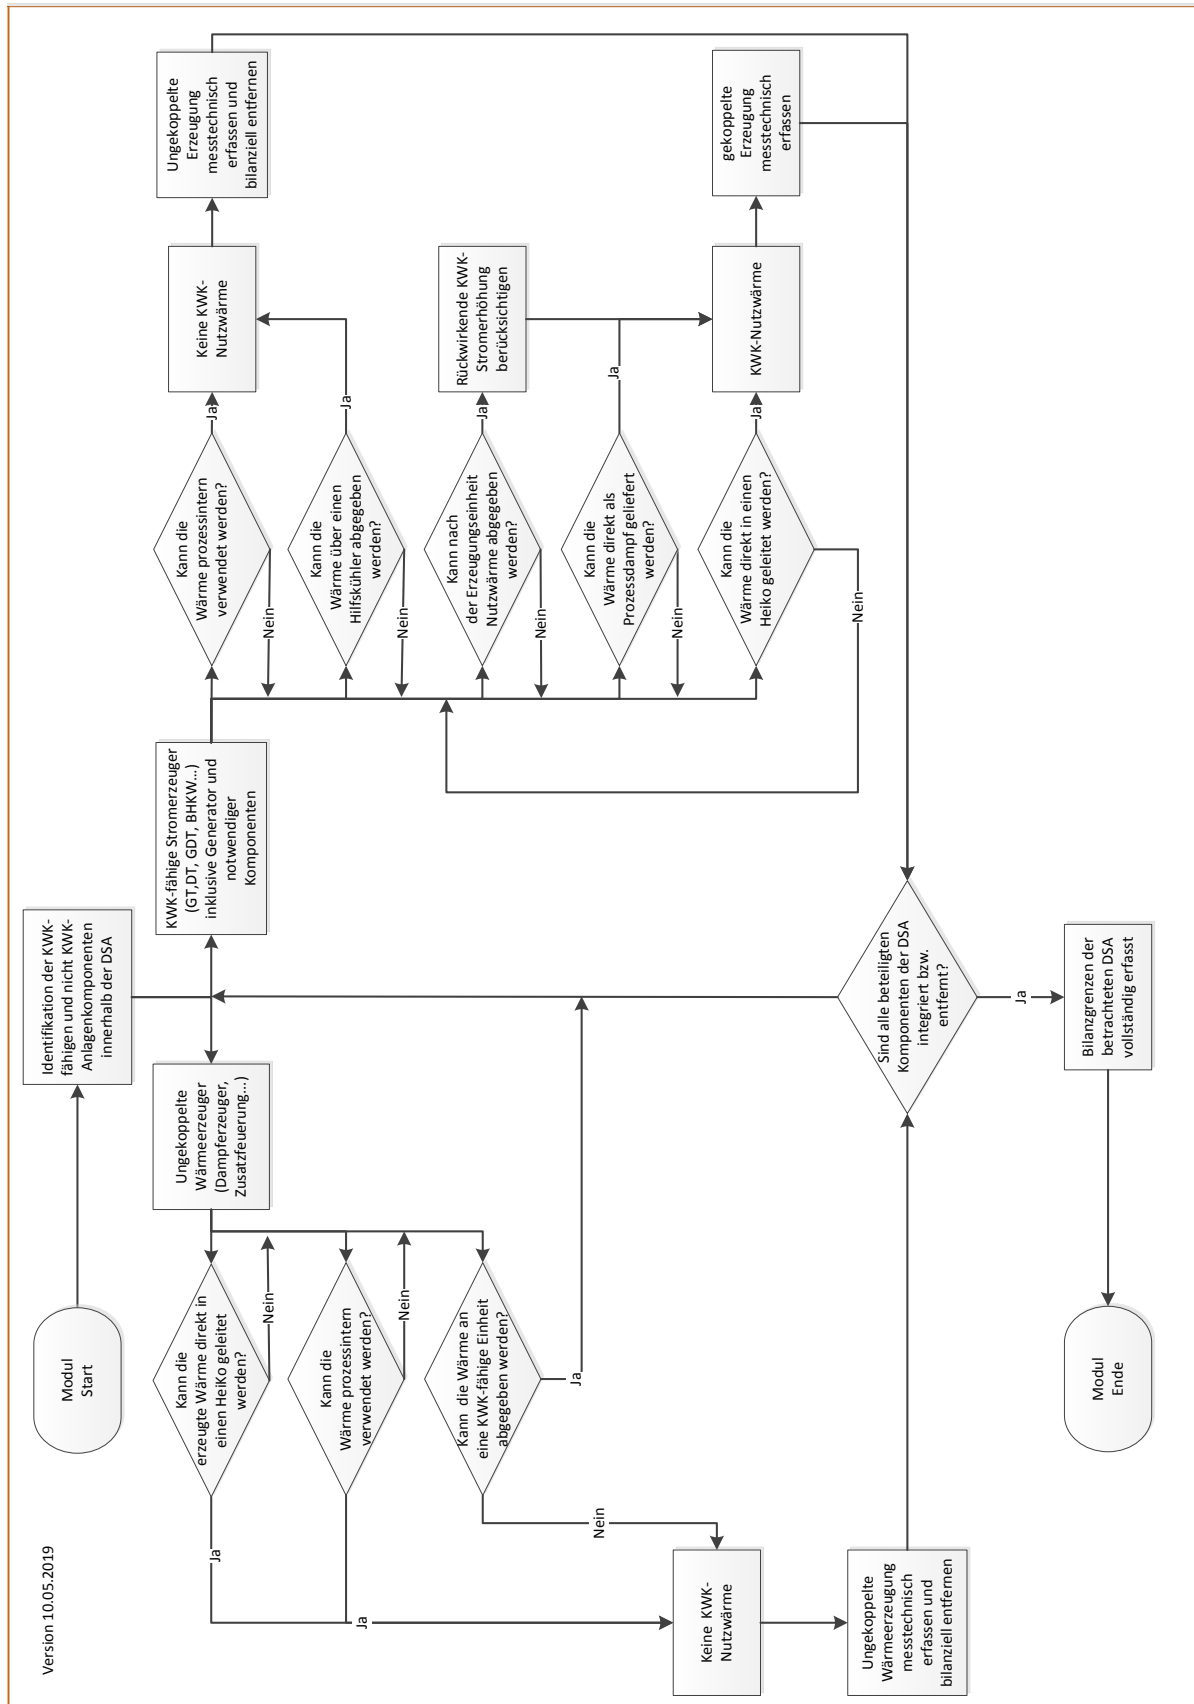 Version 10.05.2019
Modul
Start
Identifikation der KWK-
fähigen und nicht KWK-
Anlagenkomponenten
innerhalb der DSA
Ungekoppelte
Wärmeerzeuger
(Dampferzeuger,
Zusatzfeuerung...)
KWK-fähige Stromerzeuger
(GT,DT, GDT, BHKW...)
inklusive Generator und
notwendiger
Komponenten
Kann die
erzeugte Wärme direkt in
einen HeiKo geleitet
werden?
Ja
Nein
Kann die
Wärme prozessintern
verwendet werden?
Ja
Nein
Kann die Wärme an
eine KWK-fähige Einheit
abgegeben werden?
Ja
Nein
Keine KWK-
Nutzwärme
Ungekoppelte
Wärmeerzeugung
messtechnisch
erfassen und
bilanziell entfernen
Kann die
Wärme prozessintern
verwendet werden?
Ja
Nein
Keine KWK-
Nutzwärme
Ungekoppelte
Erzeugung
messtechnisch
erfassen und
bilanziell entfernen
Kann die
Wärme über einen
Hilfskühler abgegeben
werden?
Ja
Nein
Kann nach
der Erzeugungseinheit
Nutzwärme abgegeben
werden?
Ja
Nein
Rückwirkende KWK-
Stromerhöhung
berücksichtigen
Kann die
Wärme direkt als
Prozessdampf geliefert
werden?
Ja
Nein
Kann die
Wärme direkt in einen
Heiko geleitet werden?
Ja
Nein
KWK-Nutzwärme
gekoppelte
Erzeugung
messtechnisch
erfassen
Sind alle beteiligten
Komponenten der DSA
integriert bzw.
entfernt?
Ja
Bilanzgrenzen der
betrachteten DSA
vollständig erfasst
Modul
Ende